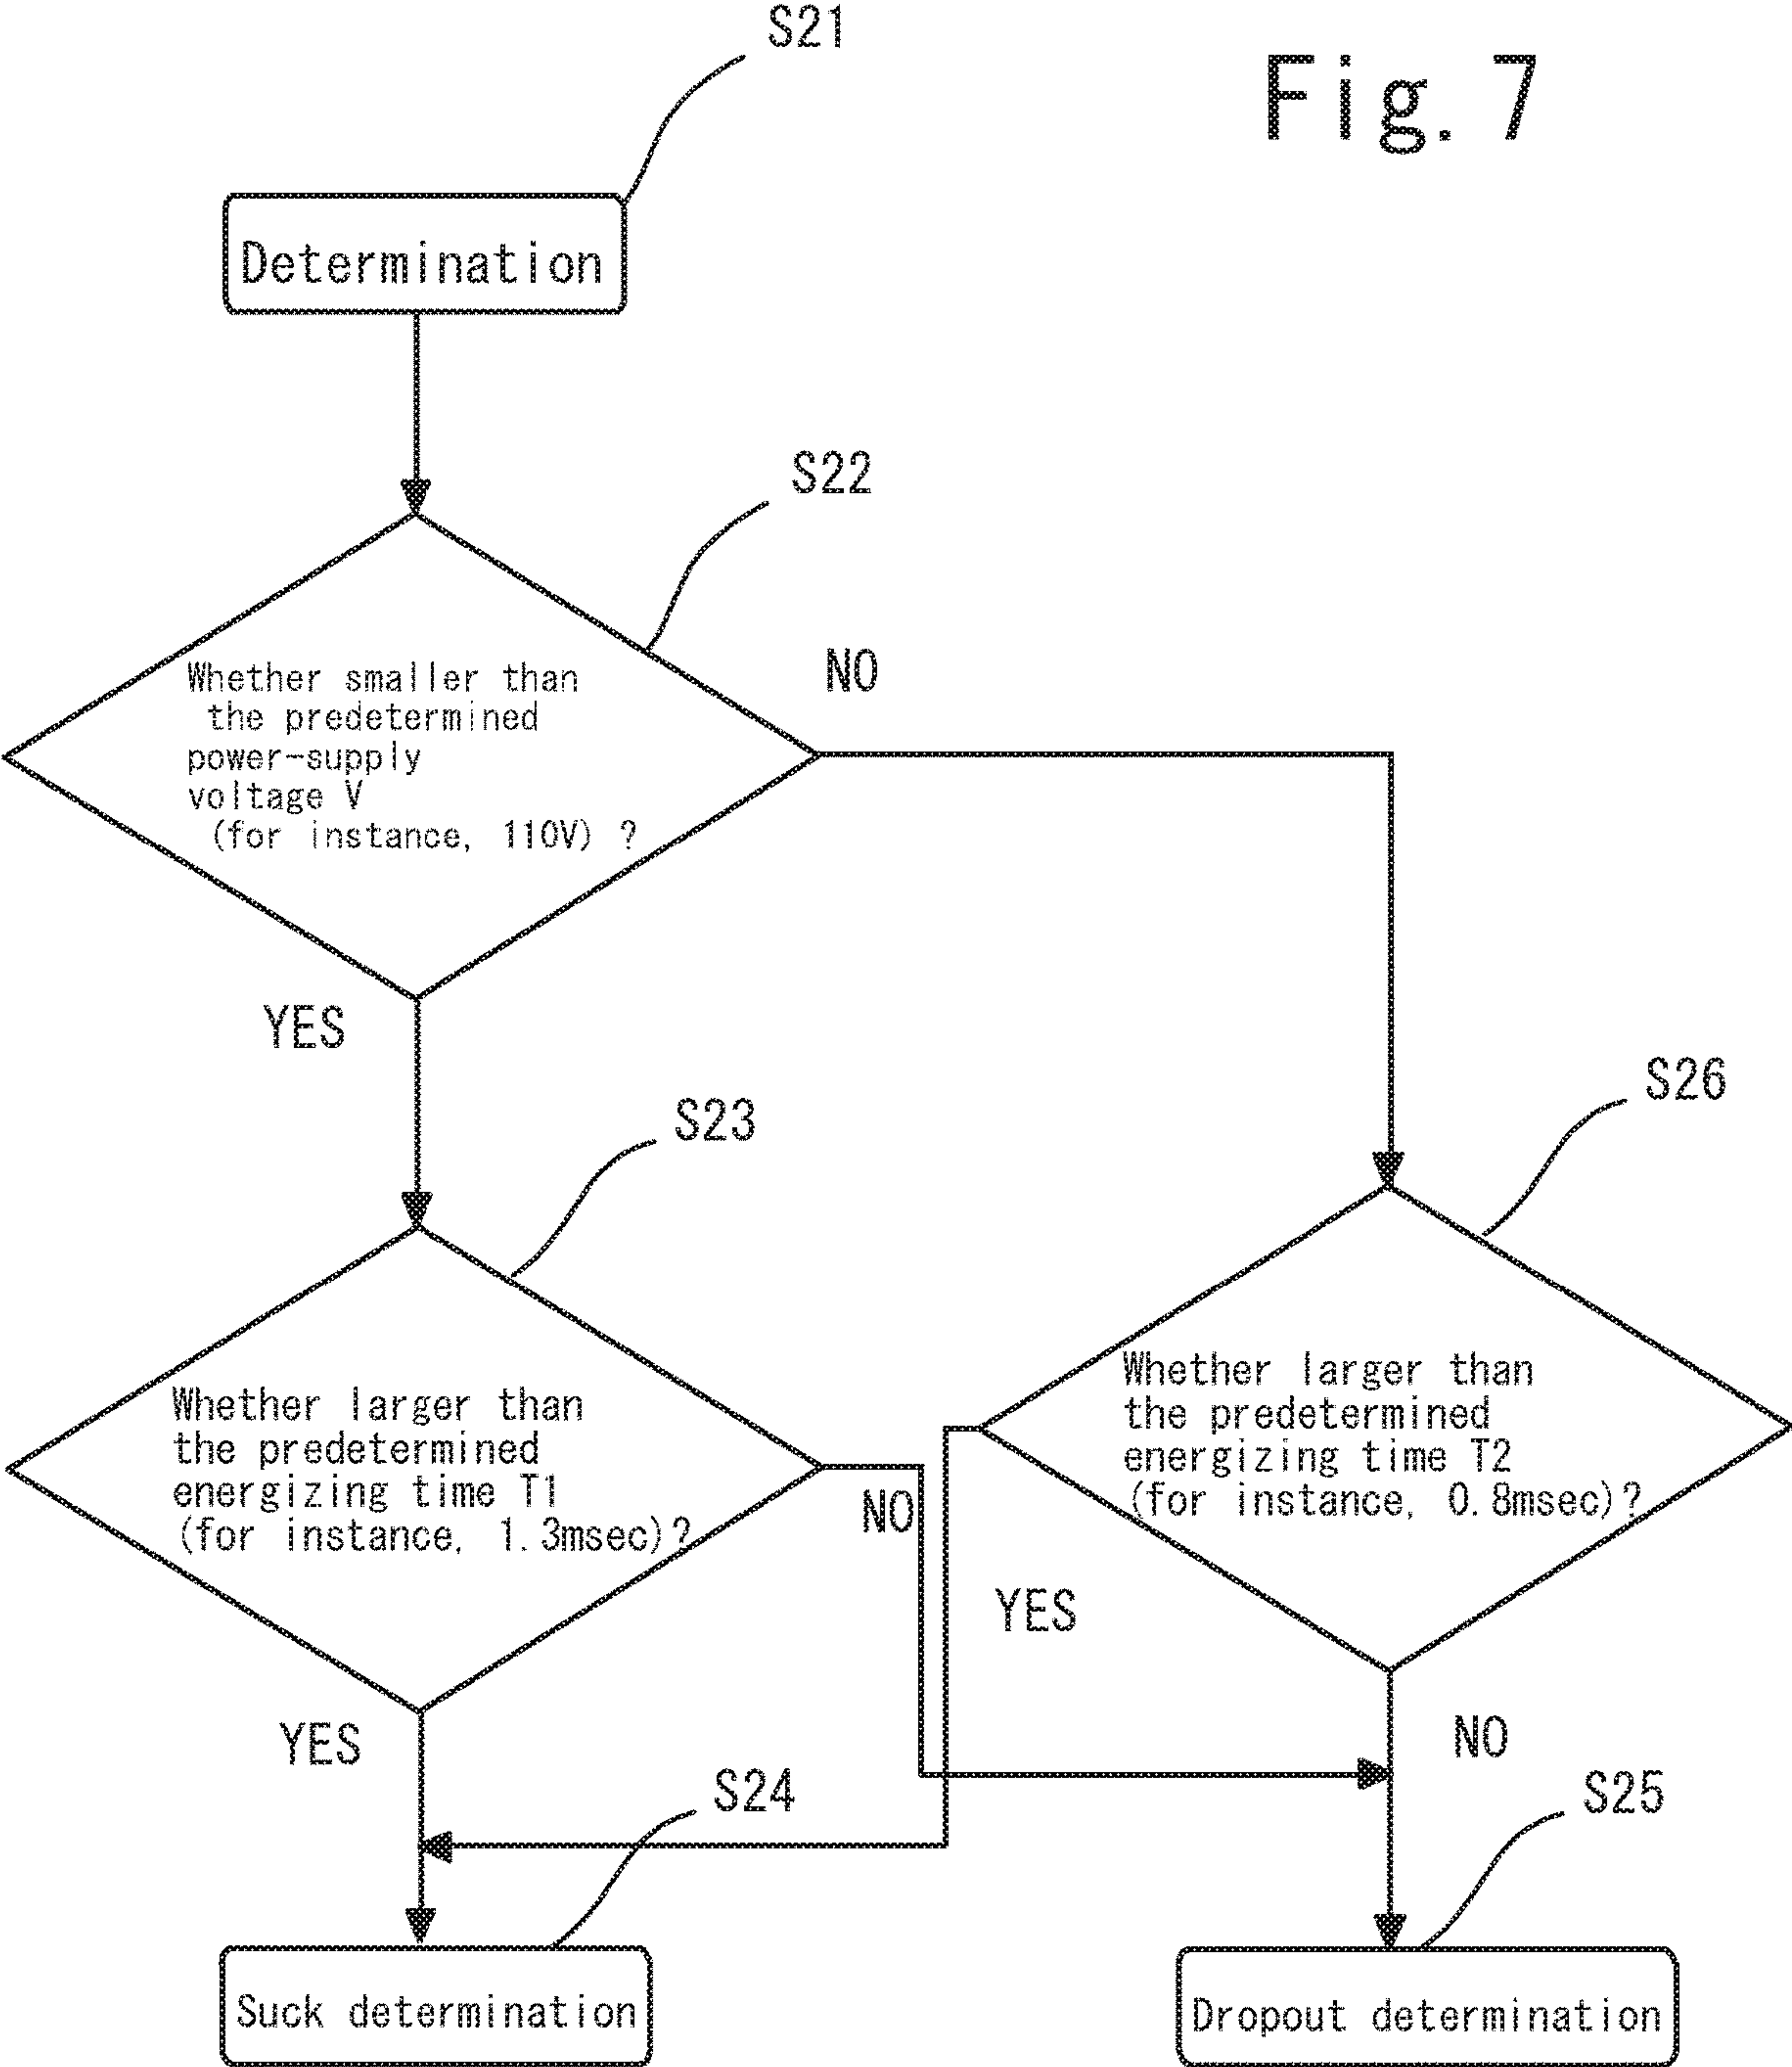 S21
Fig. 7
Determination
S22
NO
Whether smaller than
the predetermined
power-supply
voltage V
(for instance, 110V) ?
YES
S23
S26
Whether larger than
the predetermined
energizing time T1
(for instance, 1.3msec)?
NO
Whether larger than
the predetermined
energizing time T2
(for instance, 0.8msec)?
YES
YES
NO
S24
S25
Suck determination
Dropout determination